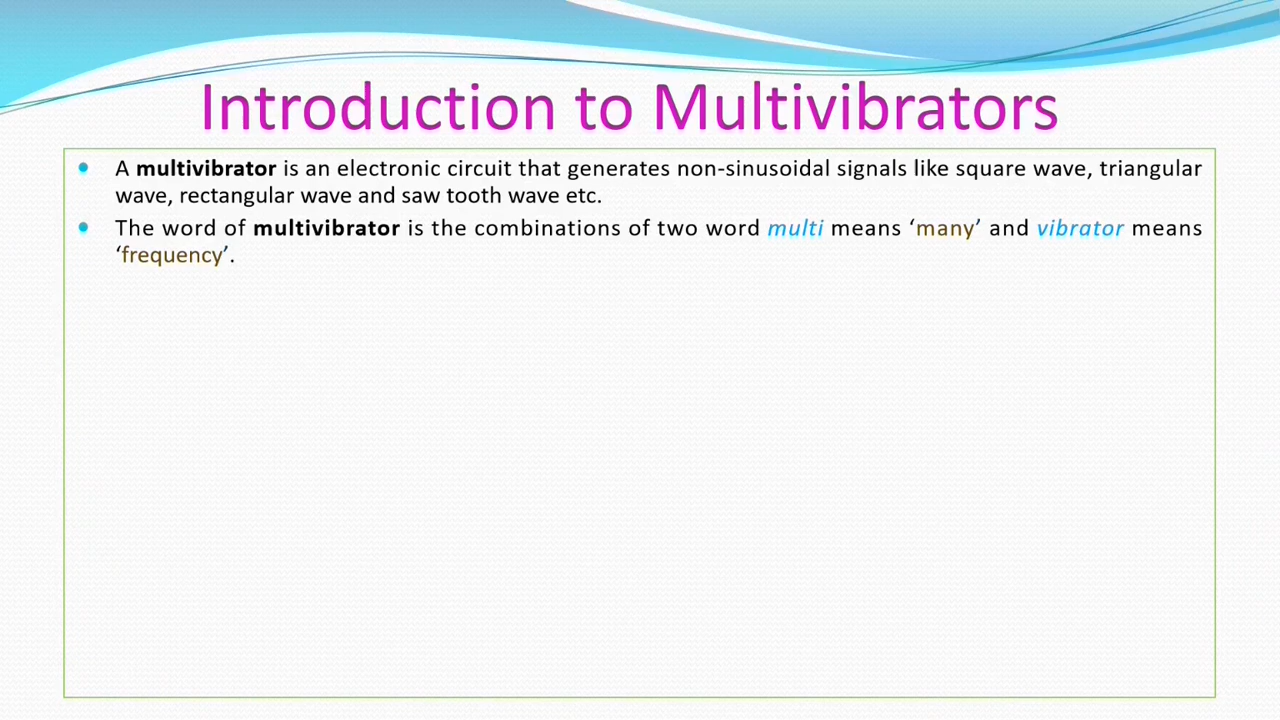 Introduction to Multivibrators
• A multivibrator is an electronic circuit that generates non-sinusoidal signals like square wave, triangular
wave, rectangular wave and saw tooth wave etc.
• The word of multivibrator is the combinations of two word multi means ‘many’ and vibrator means
‘frequency’.